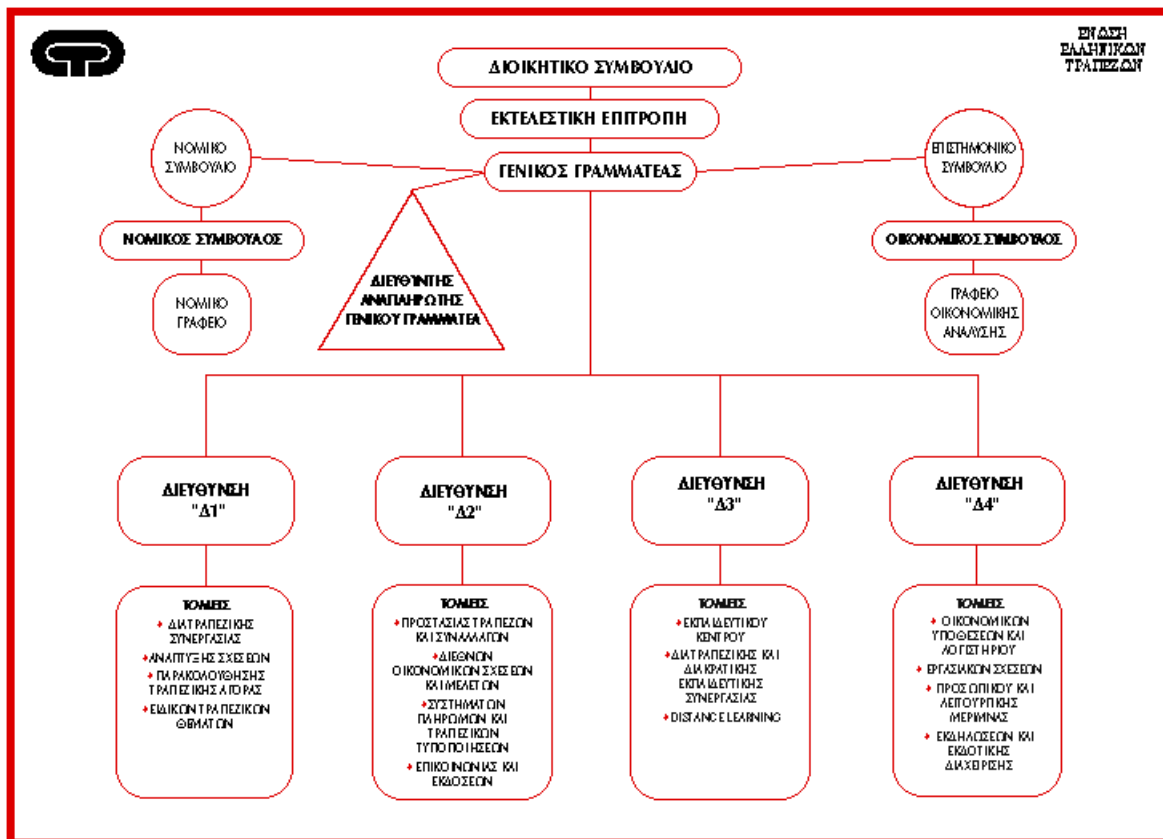 ΕΝΩΣΗ
ΕΛΛΗΝΙΚΩΝ
ΤΡΑΠΕΖΩΝ
ΔΙΟΙΚΗΤΙΚΟ ΣΥΜΒΟΥΛΙΟ
ΕΚΤΕΛΕΣΤΙΚΗ ΕΠΙΤΡΟΠΗ
ΓΕΝΙΚΟΣ ΓΡΑΜΜΑΤΕΑΣ
ΝΟΜΙΚΟ
ΣΥΜΒΟΥΛΙΟ
ΕΠΙΣΤΗΜΟΝΙΚΟ
ΣΥΜΒΟΥΛΙΟ
ΝΟΜΙΚΟΣ ΣΥΜΒΟΥΛΟΣ
ΟΙΚΟΝΟΜΙΚΟΣ ΣΥΜΒΟΥΛΟΣ
ΔΙΕΥΘΥΝΤΗΣ
ΑΝΑΠΛΗΡΩΤΗΣ
ΓΕΝΙΚΟΥ ΓΡΑΜΜΑΤΕΑ
ΝΟΜΙΚΟ
ΓΡΑΦΕΙΟ
ΓΡΑΦΕΙΟ
ΟΙΚΟΝΟΜΙΚΗΣ
ΑΝΑΛΥΣΗΣ
ΔΙΕΥΘΥΝΣΗ
"Δ1"
ΔΙΕΥΘΥΝΣΗ
"Δ2"
ΔΙΕΥΘΥΝΣΗ
"Δ3"
ΔΙΕΥΘΥΝΣΗ
"Δ4"
ΤΟΜΕΙΣ
ΔΙΑΤΡΑΠΕΖΙΚΗΣ
ΣΥΝΕΡΓΑΣΙΑΣ
ΑΝΑΠΤΥΞΗΣ ΣΧΕΣΕΩΝ
ΠΑΡΑΚΟΛΟΥΘΗΣΗΣ
ΤΡΑΠΕΖΙΚΗΣ ΑΓΟΡΑΣ
ΕΙΔΙΚΩΝ ΤΡΑΠΕΖΙΚΩΝ
ΘΕΜΑΤΩΝ
ΤΟΜΕΙΣ
ΠΡΟΣΤΑΣΙΑΣ ΤΡΑΠΕΖΩΝ
ΚΑΙ ΣΥΝΑΛΛΑΓΩΝ
ΔΙΕΘΝΩΝ
ΟΙΚΟΝΟΜΙΚΩΝ ΣΧΕΣΕΩΝ
ΚΑΙ ΜΕΛΕΤΩΝ
ΣΥΣΤΗΜΑΤΩΝ
ΠΛΗΡΩΜΩΝ ΚΑΙ
ΤΡΑΠΕΖΙΚΩΝ
ΤΥΠΟΠΟΙΗΣΕΩΝ
ΕΠΙΚΟΙΝΩΝΙΑΣ ΚΑΙ
ΕΚΔΟΣΕΩΝ
ΤΟΜΕΙΣ
ΕΚΠΑΙΔΕΥΤΙΚΟΥ
ΚΕΝΤΡΟΥ
ΔΙΑΤΡΑΠΕΖΙΚΗΣ ΚΑΙ
ΔΙΑΚΡΑΤΙΚΗΣ
ΕΚΠΑΙΔΕΥΤΙΚΗΣ
ΣΥΝΕΡΓΑΣΙΑΣ
DISTANCE LEARNING
ΤΟΜΕΙΣ
ΟΙΚΟΝΟΜΙΚΩΝ
ΥΠΟΘΕΣΕΩΝ ΚΑΙ
ΛΟΓΙΣΤΗΡΙΟΥ
ΕΡΓΑΣΙΑΚΩΝ ΣΧΕΣΕΩΝ
ΠΡΟΣΩΠΙΚΟΥ ΚΑΙ
ΛΕΙΤΟΥΡΓΙΚΗΣ
ΜΕΡΙΜΝΑΣ
ΕΚΔΗΛΩΣΕΩΝ ΚΑΙ
ΕΚΔΟΤΙΚΗΣ
ΔΙΑΧΕΙΡΙΣΗΣ